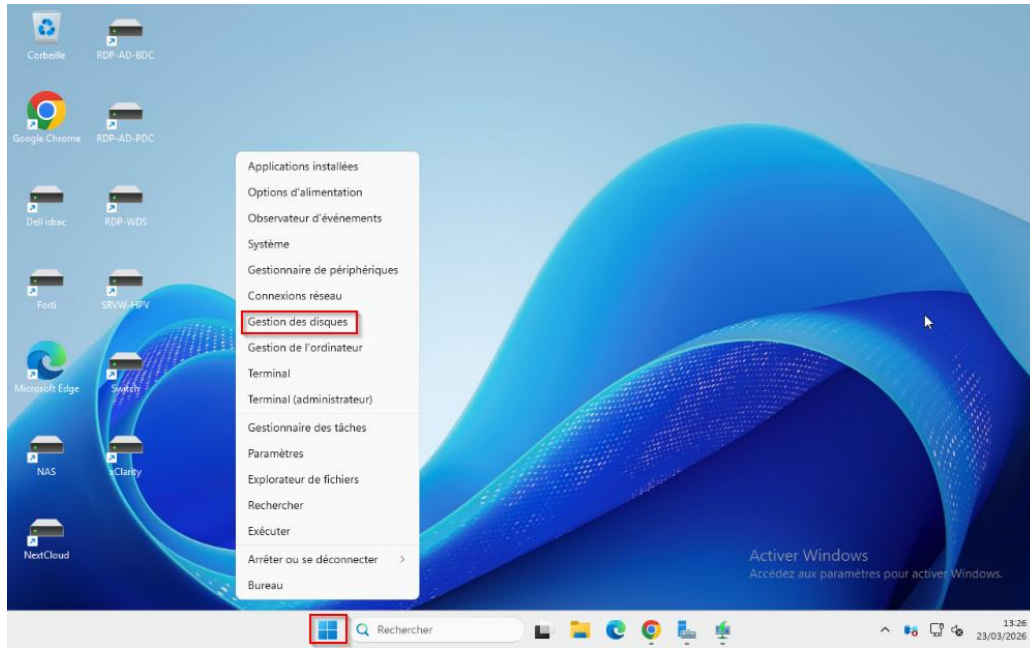 Corbeille
RDP-AD-BDC
Google Chrome
RDP-AD-PDC
Dell idrac
RDP-WDS
Forti
SRVW-HPV
Microsoft Edge
Switch
NAS
xClarity
NextCloud
Applications installées
Options d'alimentation
Observateur d'événements
Système
Gestionnaire de périphériques
Connexions réseau
Gestion des disques
Gestion de l'ordinateur
Terminal
Terminal (administrateur)
Gestionnaire des tâches
Paramètres
Explorateur de fichiers
Rechercher
Exécuter
Arrêter ou se déconnecter
Bureau
Activer Windows
Accédez aux paramètres pour activer Windows.
Rechercher
13:26
23/03/2026